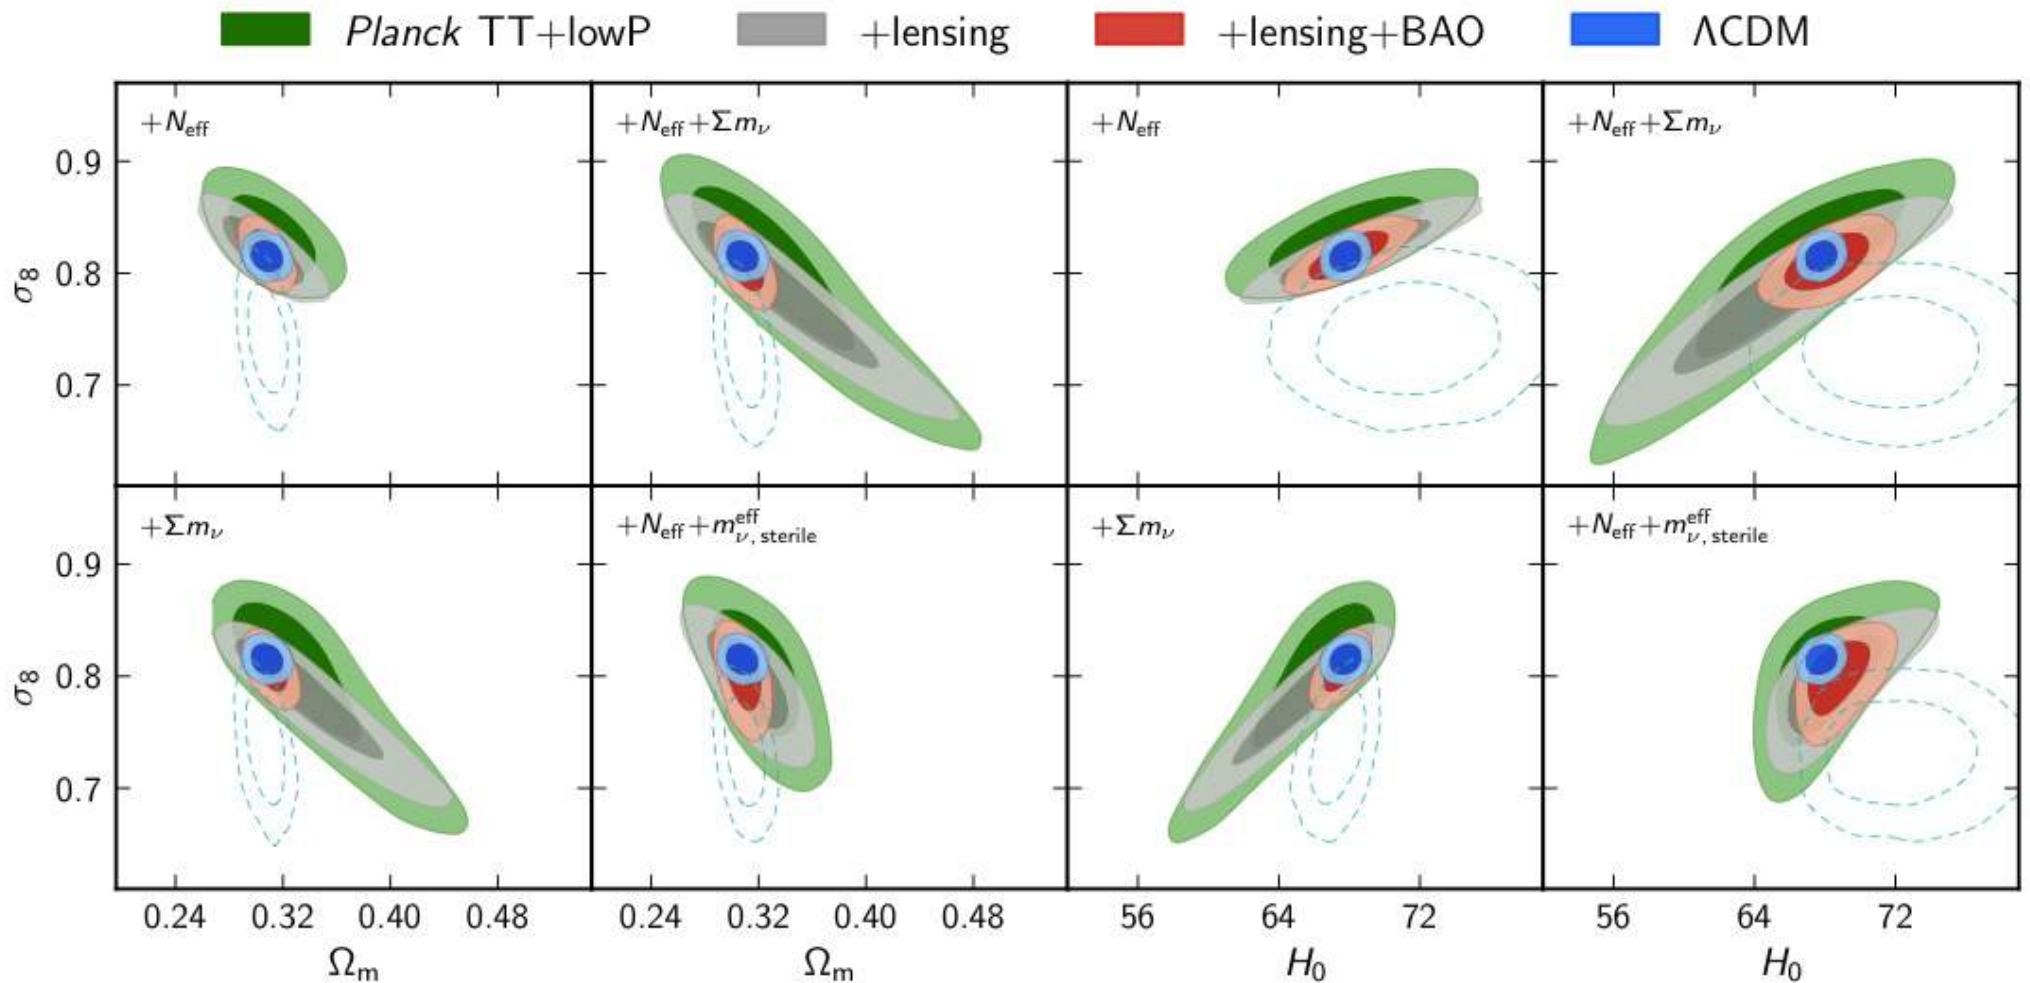 Planck TT+lowP +lensing +lensing+BAO ΛCDM
+N_eff +N_eff+Σm_ν +N_eff +N_eff+Σm_ν
0.9
0.8
0.7
σ_8
+Σm_ν +N_eff+m^eff_ν, sterile +Σm_ν +N_eff+m^eff_ν, sterile
0.9
0.8
0.7
σ_8
0.24 0.32 0.40 0.48 0.24 0.32 0.40 0.48 56 64 72 56 64 72
Ω_m Ω_m H_0 H_0